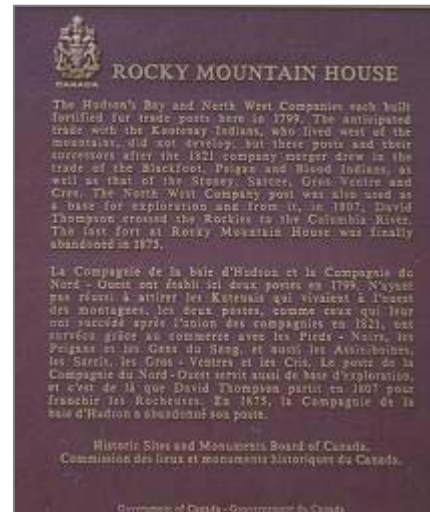 CANADA
ROCKY MOUNTAIN HOUSE
The Hudson's Bay and North West Companies each built
fortified fur trade posts here in 1799. The anticipated
trade with the Kootenay Indians, who lived west of the
mountains, did not develop, but these posts and their
successors after the 1821 company merger drew in the
trade of the Blackfoot, Peigan and Blood Indians, as
well as that of the Stoney, Sarcee, Gros Ventre and
Cree. The North West Company post was also used as
a base for exploration and from it, in 1807, David
Thompson crossed the Rockies to the Columbia River.
The last fort at Rocky Mountain House was finally
abandoned in 1875.
La Compagnie de la baie d'Hudson et la Compagnie du
Nord - Ouest ont établi ici deux postes en 1799. N'ayant
pas réussi à attirer les Kutenais qui vivaient à l'ouest
des montagnes, les deux postes, comme ceux qui leur
ont succédé après l'union des compagnies en 1821, ont
survécu grâce au commerce avec les Pieds - Noirs, les
Peigans et les Gens du Sang, et aussi les Assiniboines,
les Sarcis, les Gros - Ventres et les Cris. Le poste de la
Compagnie du Nord - Ouest servit aussi de base d'exploration,
et c'est de là que David Thompson partit en 1807 pour
franchir les Rocheuses. En 1875, la Compagnie de la
baie d'Hudson a abandonné son poste.
Historic Sites and Monuments Board of Canada.
Commission des lieux et monuments historiques du Canada.
Government of Canada - Gouvernement du Canada